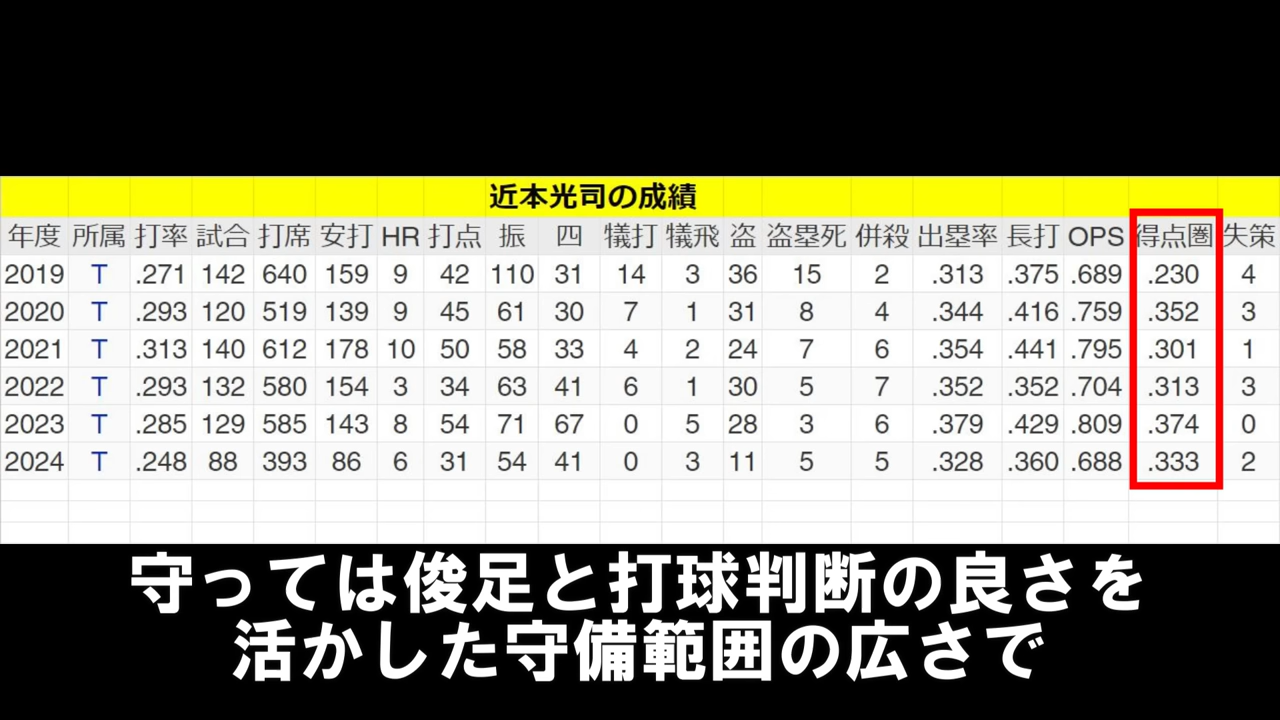 近本光司の成績
年度 所属 打率 試合 打席 安打 HR 打点 振 四 犠打 犠飛 盗 盗塁死 併殺 出塁率 長打 OPS 得点圏 失策
2019 T .271 142 640 159 9 42 110 31 14 3 36 15 2 .313 .375 .689 .230 4
2020 T .293 120 519 139 9 45 61 30 7 1 31 8 4 .344 .416 .759 .352 3
2021 T .313 140 612 178 10 50 58 33 4 2 24 7 6 .354 .441 .795 .301 1
2022 T .293 132 580 154 3 34 63 41 6 1 30 5 7 .352 .352 .704 .313 3
2023 T .285 129 585 143 8 54 71 67 0 5 28 3 6 .379 .429 .809 .374 0
2024 T .248 88 393 86 6 31 54 41 0 3 11 5 5 .328 .360 .688 .333 2
守っては俊足と打球判断の良さを
活かした守備範囲の広さで